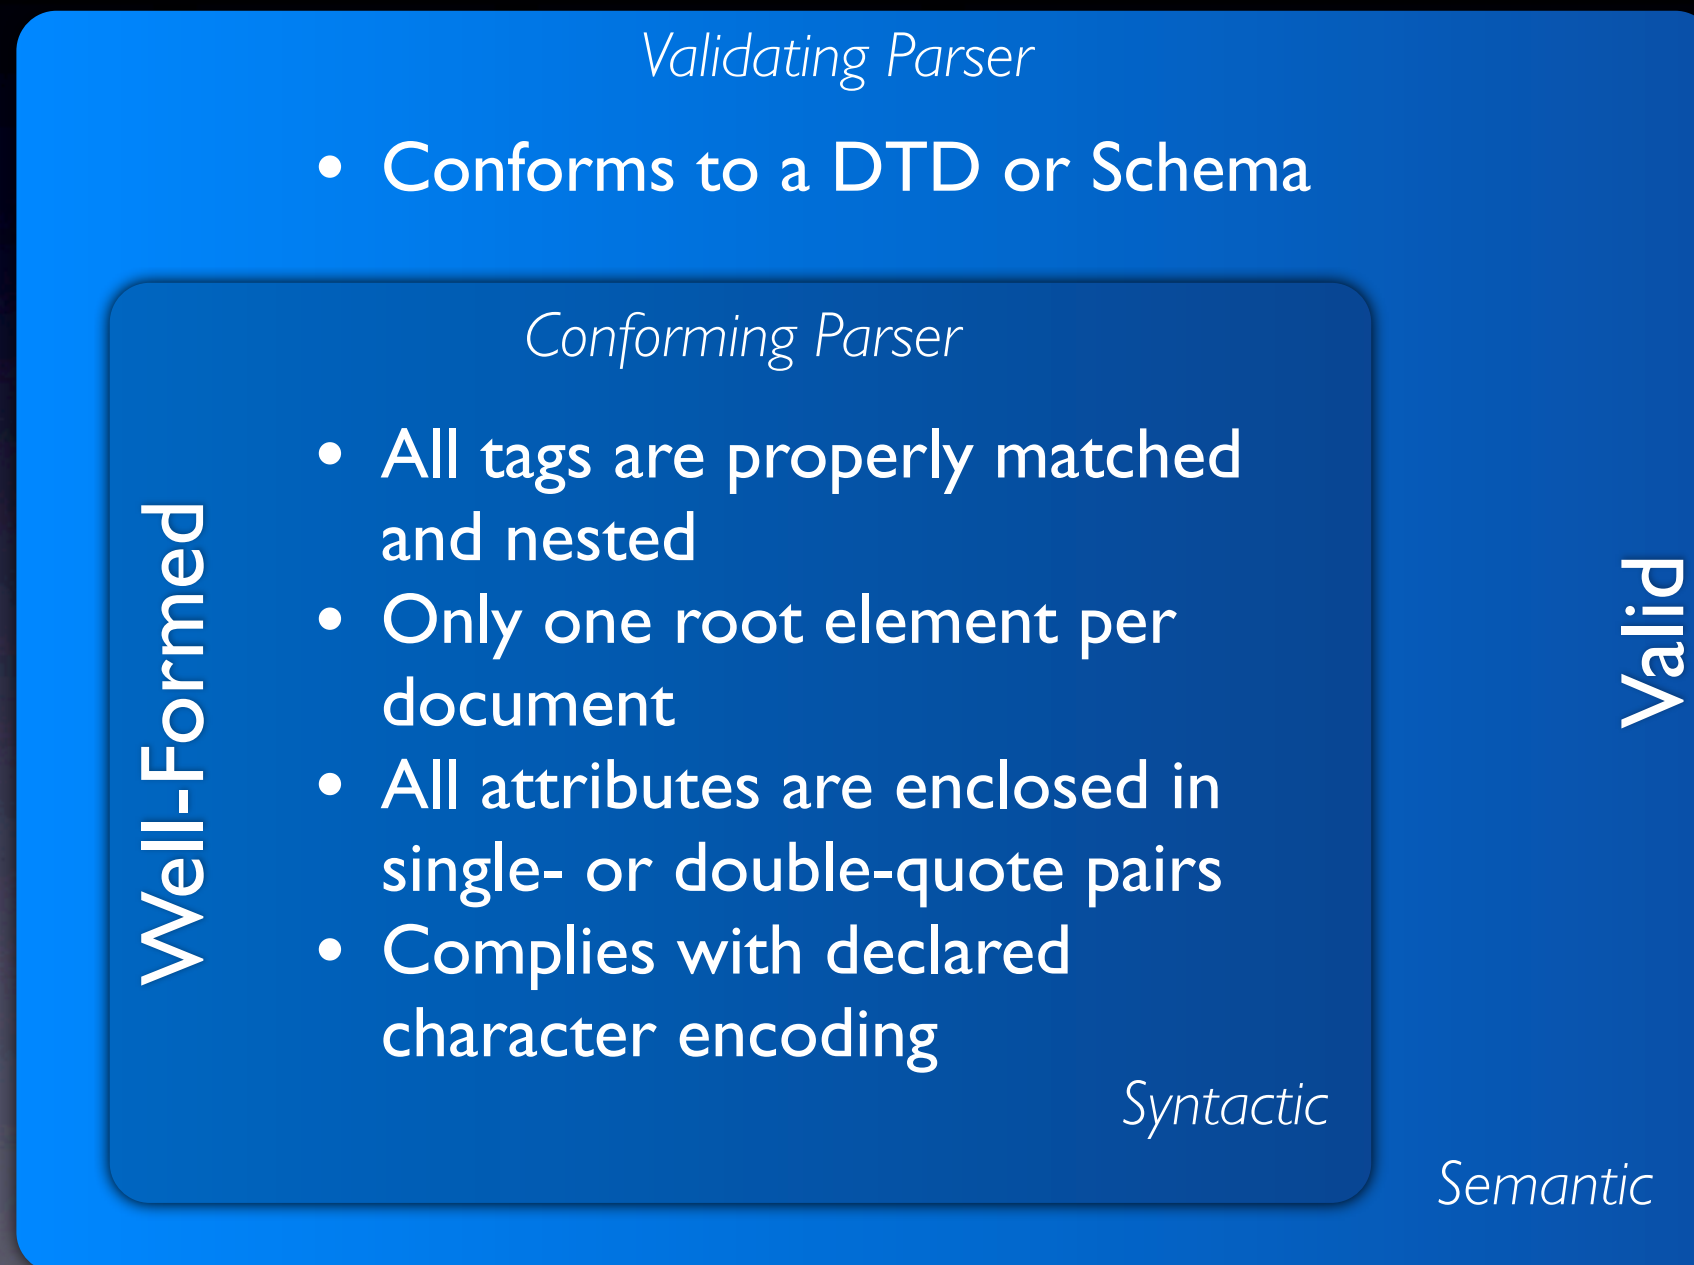 Validating Parser
• Conforms to a DTD or Schema
Conforming Parser
Well-Formed
• All tags are properly matched
and nested
• Only one root element per
document
• All attributes are enclosed in
single- or double-quote pairs
• Complies with declared
character encoding
Syntactic
Valid
Semantic